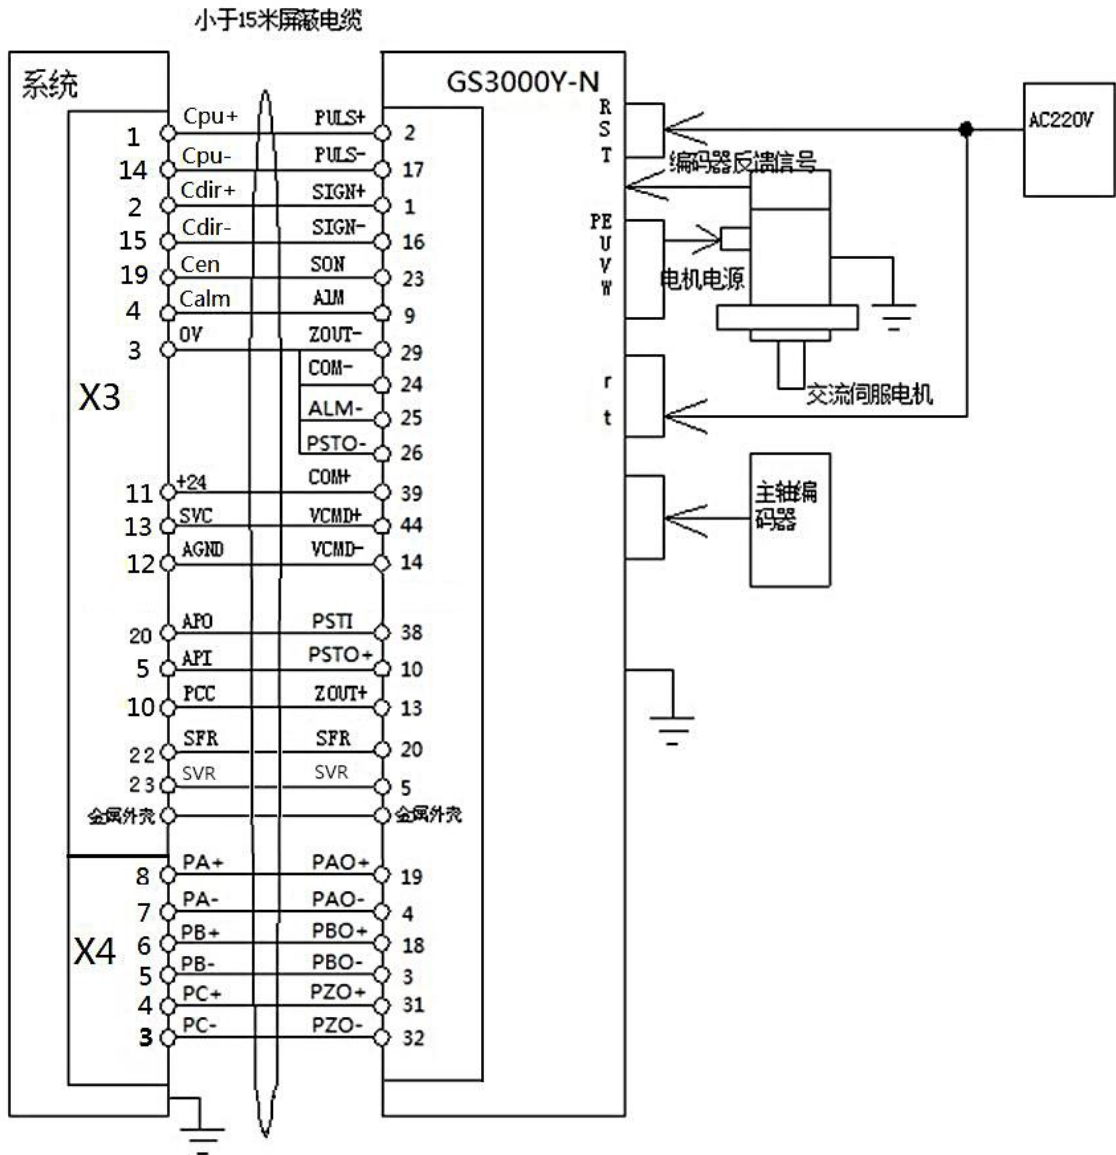 小于15米屏蔽电缆
系统
GS3000Y-N
X3
1 Cpu+ PULS+ 2
14 Cpu- PULS- 17
2 Cdir+ SIGN+ 1
15 Cdir- SIGN- 16
19 Cen SON 23
4 Calm ALM 9
3 0V ZOUT- 29
COM- 24
ALM- 25
PSTO- 26
11 +24 COM+ 39
13 SVC VCMD+ 44
12 AGND VCMD- 14
20 APO PSTI 38
5 API PSTO+ 10
10 PCC ZOUT+ 13
22 SFR SFR 20
23 SVR SVR 5
金属外壳 金属外壳
X4
8 PA+ PAO+ 19
7 PA- PAO- 4
6 PB+ PBO+ 18
5 PB- PBO- 3
4 PC+ PZO+ 31
3 PC- PZO- 32
R
S
T
AC220V
编码器反馈信号
PE
U
V
W
电机电源
交流伺服电机
r
t
主轴编
码器